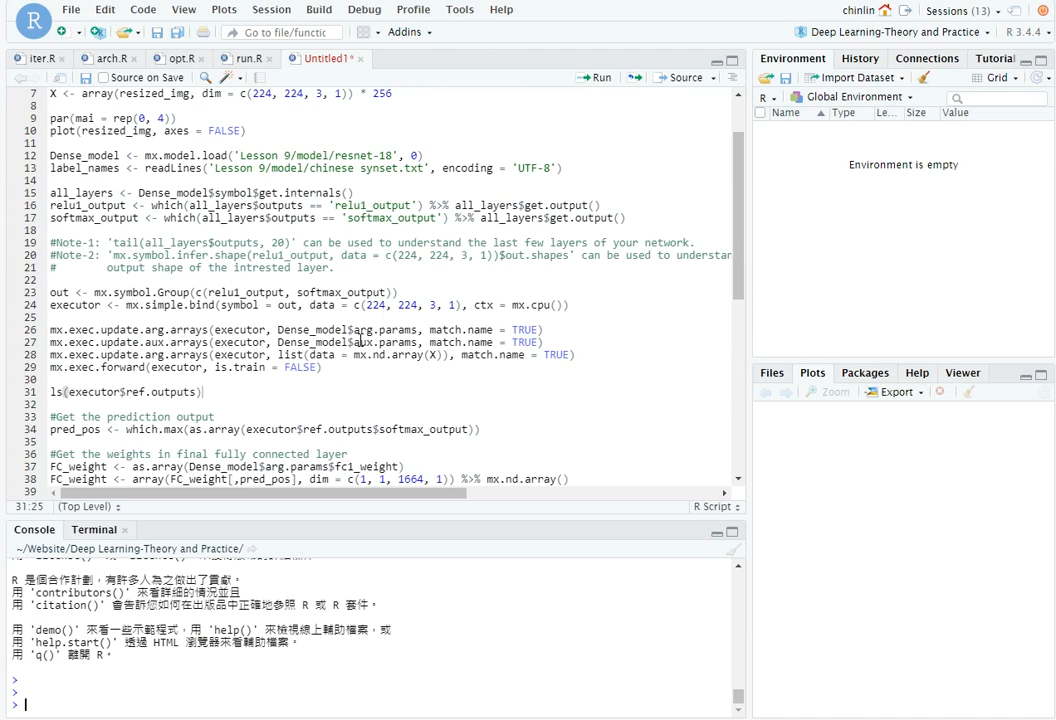 File Edit Code View Plots Session Build Debug Profile Tools Help
chinlin Sessions (13)
Go to file/functic Addins
Deep Learning-Theory and Practice R 3.4.4
iter.R arch.R opt.R run.R Untitled1*
Source on Save Run Source
7 X <- array(resized_img, dim = c(224, 224, 3, 1)) * 256
8
9 par(mai = rep(0, 4))
10 plot(resized_img, axes = FALSE)
11
12 Dense_model <- mx.model.load('Lesson 9/model/resnet-18', 0)
13 label_names <- readLines('Lesson 9/model/chinese synset.txt', encoding = 'UTF-8')
14
15 all_layers <- Dense_model$symbol$get.internals()
16 relu1_output <- which(all_layers$outputs == 'relu1_output') %>% all_layers$get.output()
17 softmax_output <- which(all_layers$outputs == 'softmax_output') %>% all_layers$get.output()
18
19 #Note-1: 'tail(all_layers$outputs, 20)' can be used to understand the last few layers of your network.
20 #Note-2: 'mx.symbol.infer.shape(relu1_output, data = c(224, 224, 3, 1))$out.shapes' can be used to understan
21 # output shape of the intrested layer.
22
23 out <- mx.symbol.Group(c(relu1_output, softmax_output))
24 executor <- mx.simple.bind(symbol = out, data = c(224, 224, 3, 1), ctx = mx.cpu())
25
26 mx.exec.update.arg.arrays(executor, Dense_model$arg.params, match.name = TRUE)
27 mx.exec.update.aux.arrays(executor, Dense_model$aux.params, match.name = TRUE)
28 mx.exec.update.arg.arrays(executor, list(data = mx.nd.array(X)), match.name = TRUE)
29 mx.exec.forward(executor, is.train = FALSE)
30
31 ls(executor$ref.outputs)
32
33 #Get the prediction output
34 pred_pos <- which.max(as.array(executor$ref.outputs$softmax_output))
35
36 #Get the weights in final fully connected layer
37 FC_weight <- as.array(Dense_model$arg.params$fc1_weight)
38 FC_weight <- array(FC_weight[,pred_pos], dim = c(1, 1, 1664, 1)) %>% mx.nd.array()
39
31:25 (Top Level) R Script
Console Terminal
~/Website/Deep Learning-Theory and Practice/
R 是個合作計劃，有許多人為之做出了貢獻。
用 'contributors()' 來看詳細的情況並且
用 'citation()' 會告訴您如何在出版品中正確地參照 R 或 R 套件。
用 'demo()' 來看一些示範程式，用 'help()' 來檢視線上輔助檔案，或
用 'help.start()' 透過 HTML 瀏覽器來看輔助檔案。
用 'q()' 離開 R。
>
>
>
Environment History Connections Tutorial
Import Dataset Grid
R Global Environment
Name Type Le... Size Value
Environment is empty
Files Plots Packages Help Viewer
Zoom Export